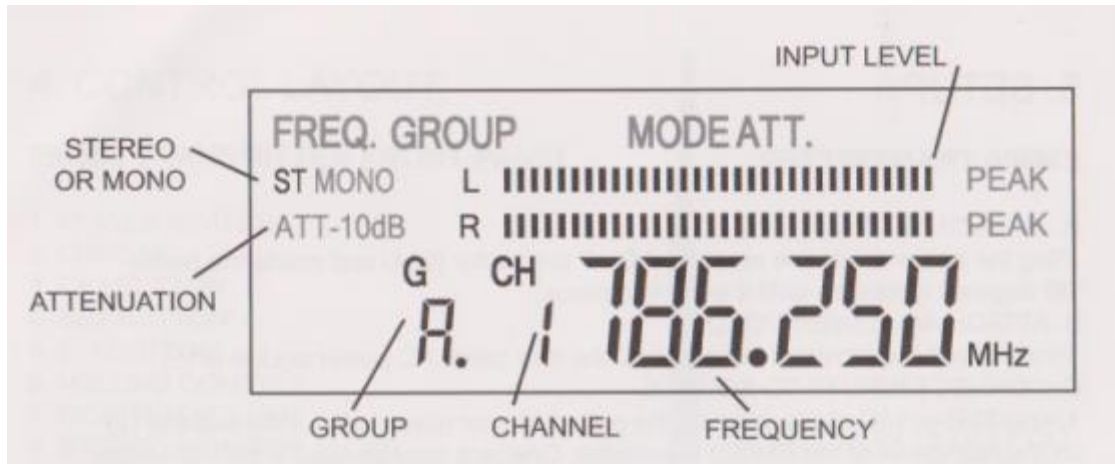 INPUT LEVEL
FREQ. GROUP MODE ATT.
STEREO
OR MONO
ST MONO L PEAK
ATT-10dB R PEAK
ATTENUATION
G CH
A. 1 786.250 MHz
GROUP CHANNEL FREQUENCY